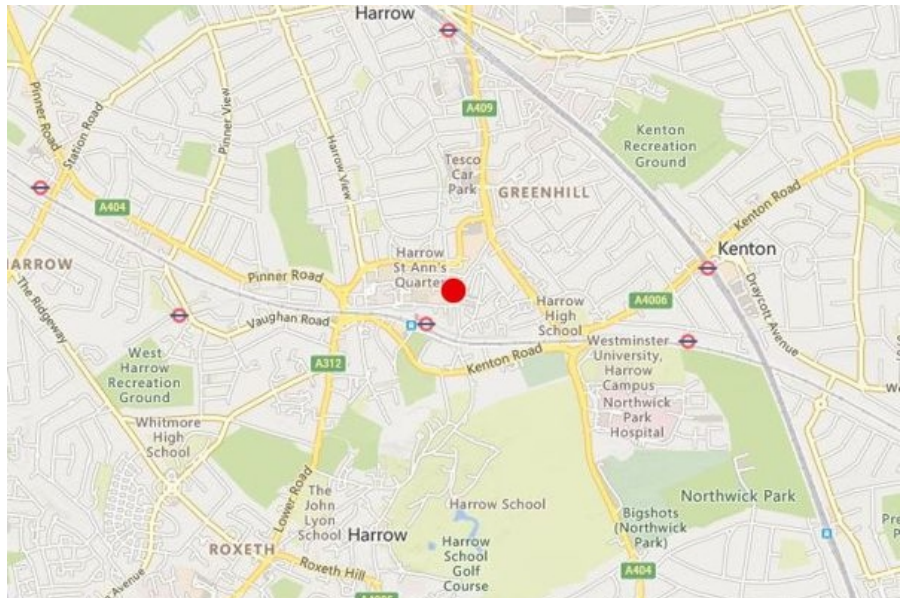 Harrow
A409
Pinner Road
Station Road
Pinner View
Harrow View
Kenton
Recreation
Ground
Tesco
Car
Park
GREENHILL
A404
Kenton Road
Kenton
ARROW
The Ridgeway
Pinner Road
Harrow
St Ann's
Quarter
Draycott Avenue
A4006
Vaughan Road
Harrow
High
School
Westminster
University,
Harrow
Campus
Kenton Road
A312
West
Harrow
Recreation
Ground
Northwick
Park
Hospital
Whitmore
High
School
Lower Road
The
John
Lyon
School
Harrow School
Northwick Park
Bigshots
(Northwick
Park)
Harrow
ROXETH
Harrow
School
Golf
Course
Roxeth Hill
A404
Avenue